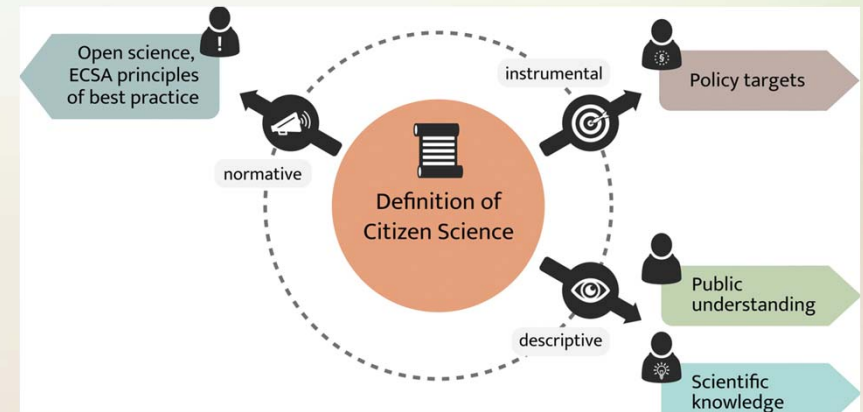 Open science,
ECSA principles
of best practice
!
normative
instrumental
§
Policy targets
Definition of
Citizen Science
descriptive
Public
understanding
Scientific
knowledge